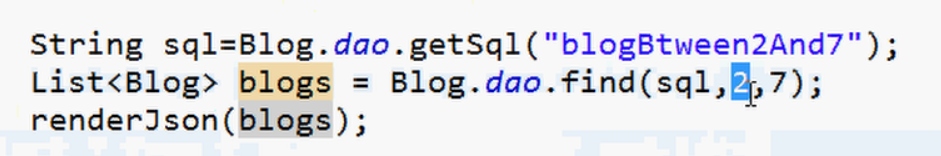 String sql=Blog.dao.getSql("blogBtween2And7");
List<Blog> blogs = Blog.dao.find(sql,2,7);
renderJson(blogs);